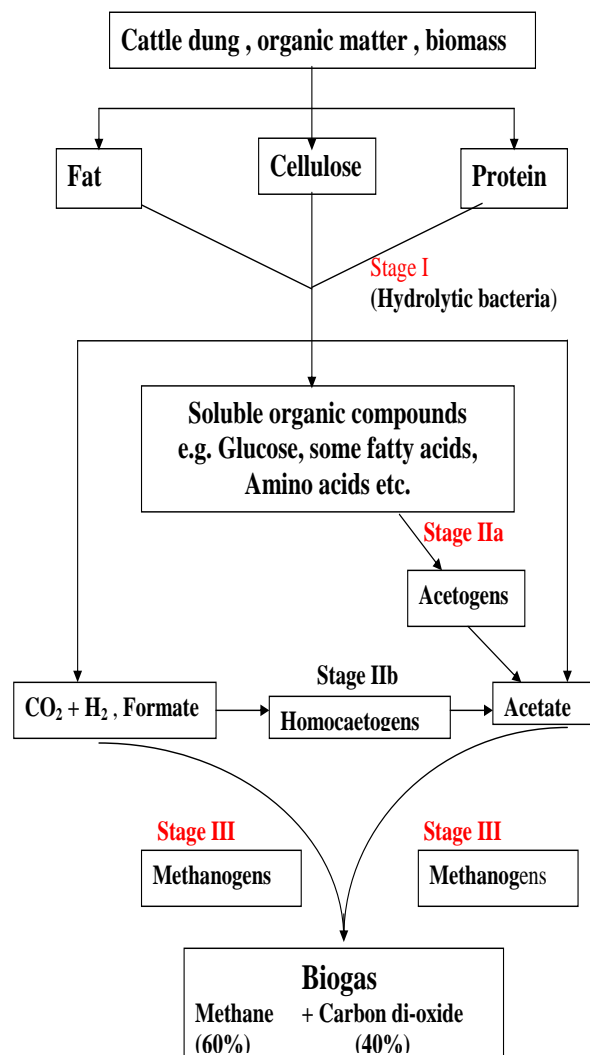 Cattle dung , organic matter , biomass
Fat
Cellulose
Protein
Stage I
(Hydrolytic bacteria)
Soluble organic compounds
e.g. Glucose, some fatty acids,
Amino acids etc.
Stage IIa
Acetogens
Stage IIb
CO₂ + H₂ , Formate
Homocaetogens
Acetate
Stage III
Stage III
Methanogens
Methanogens
Biogas
Methane + Carbon di-oxide
(60%) (40%)